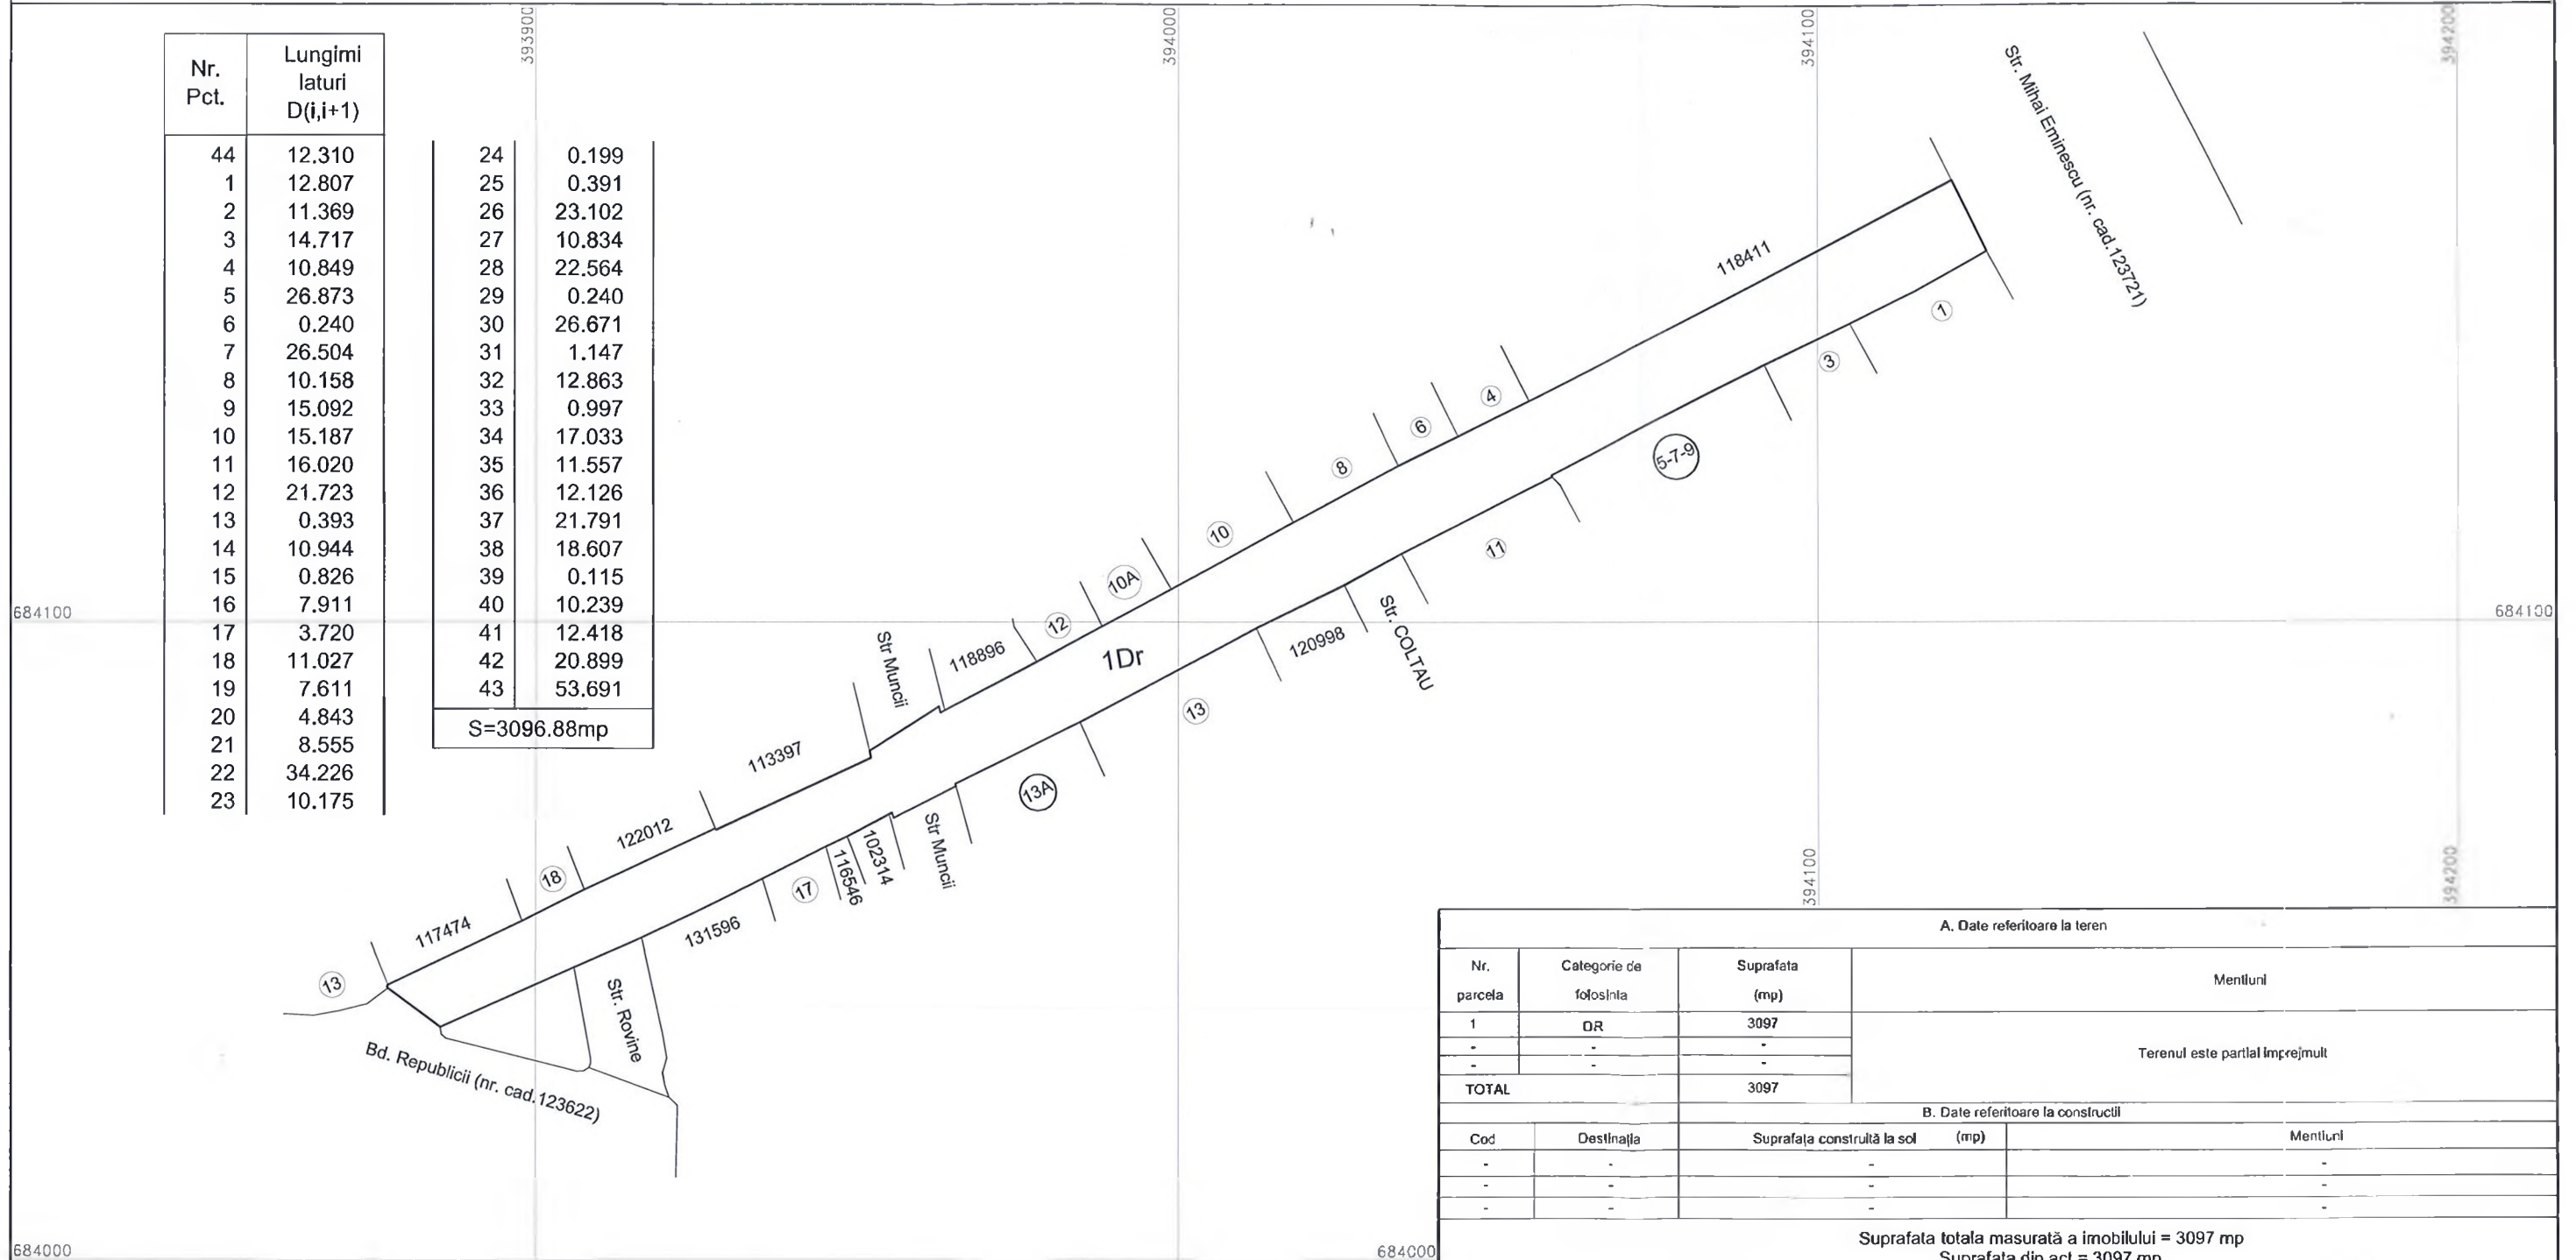 393900
394000
394100
394200
Nr. Pct.
Lungimi laturi D(i,i+1)
44 12.310
1 12.807
2 11.369
3 14.717
4 10.849
5 26.873
6 0.240
7 26.504
8 10.158
9 15.092
10 15.187
11 16.020
12 21.723
13 0.393
14 10.944
15 0.826
16 7.911
17 3.720
18 11.027
19 7.611
20 4.843
21 8.555
22 34.226
23 10.175
24 0.199
25 0.391
26 23.102
27 10.834
28 22.564
29 0.240
30 26.671
31 1.147
32 12.863
33 0.997
34 17.033
35 11.557
36 12.126
37 21.791
38 18.607
39 0.115
40 10.239
41 12.418
42 20.899
43 53.691
S=3096.88mp
Str. Mihai Eminescu (nr. cad.123721)
118411
1
3
4
6
5-7-9
8
10
11
10A
684100
684100
12
Str. COLTAU
120998
118896
1Dr
Str Muncii
13
113397
13A
122012
Str Muncii
102314
116546
18
17
117474
131596
13
Str. Rovine
Bd. Republicii (nr. cad.123622)
394100
394200
A. Date referitoare la teren
Nr. parcela
Categorie de folosinta
Suprafata (mp)
Mentiuni
1 DR 3097
- - -
- - -
Terenul este partial imprejmuit
TOTAL 3097
B. Date referitoare la constructii
Cod Destinaţia Suprafaţa construită la sol (mp) Mentiuni
- - - -
- - - -
- - - -
Suprafata totala masurată a imobilului = 3097 mp
Suprafata din act = 3097 mp
684000
684000